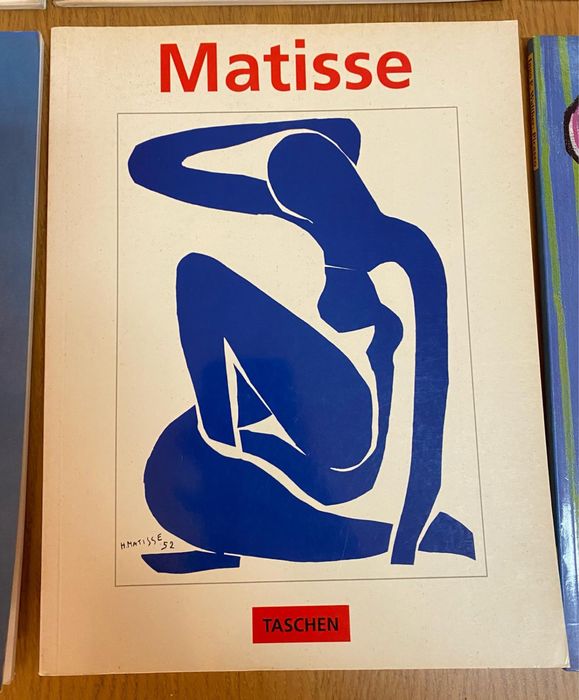 Matisse
H.MATISSE
52
TASCHEN